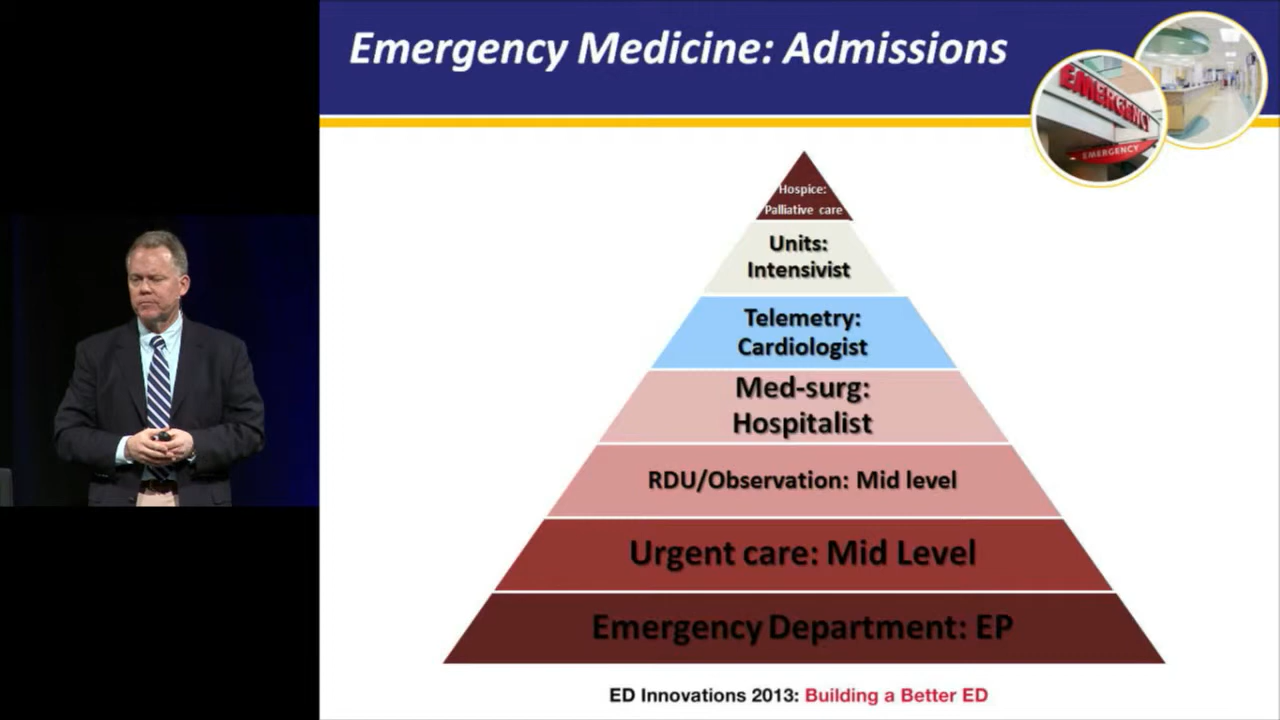 Emergency Medicine: Admissions
EMERGENCY
EMERGENCY
Hospice:
Palliative care
Units:
Intensivist
Telemetry:
Cardiologist
Med-surg:
Hospitalist
RDU/Observation: Mid level
Urgent care: Mid Level
Emergency Department: EP
ED Innovations 2013: Building a Better ED